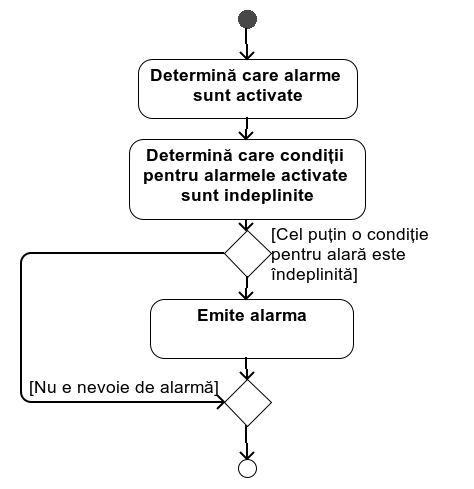 Determină care alarme
sunt activate
Determină care condiții
pentru alarmele activate
sunt indeplinite
[Cel puțin o condiție
pentru alară este
îndeplinită]
Emite alarma
[Nu e nevoie de alarmă]